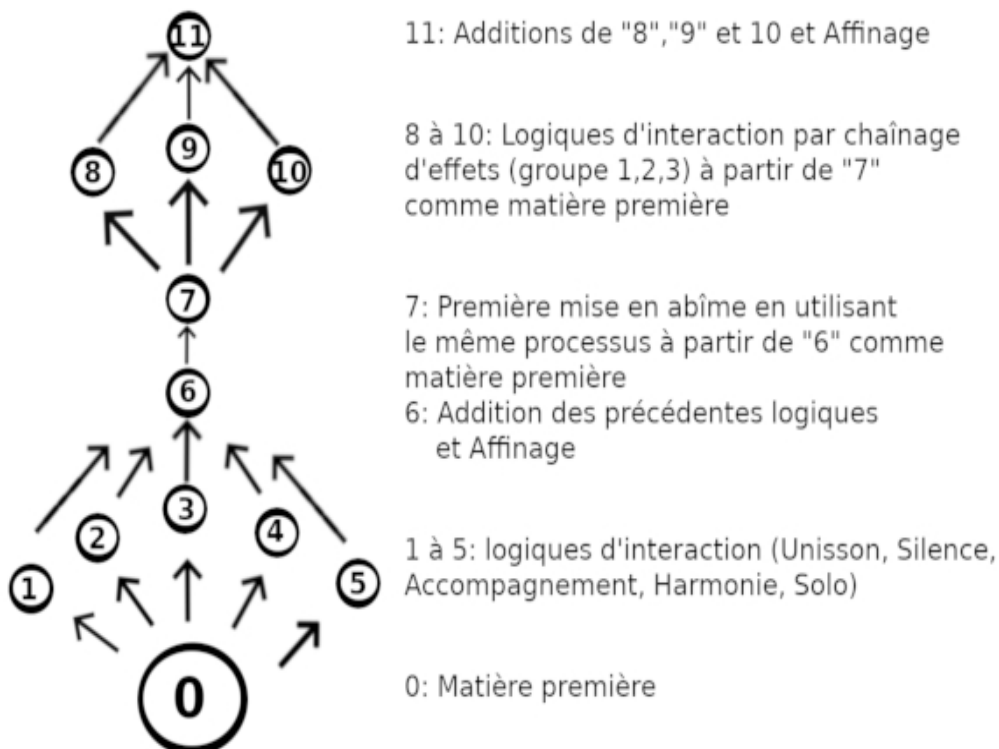 11
11: Additions de "8","9" et 10 et Affinage
9
8
10
8 à 10: Logiques d'interaction par chaînage
d'effets (groupe 1,2,3) à partir de "7"
comme matière première
7
7: Première mise en abîme en utilisant
le même processus à partir de "6" comme
matière première
6
6: Addition des précédentes logiques
et Affinage
3
2
4
1
5
1 à 5: logiques d'interaction (Unisson, Silence,
Accompagnement, Harmonie, Solo)
0
0: Matière première